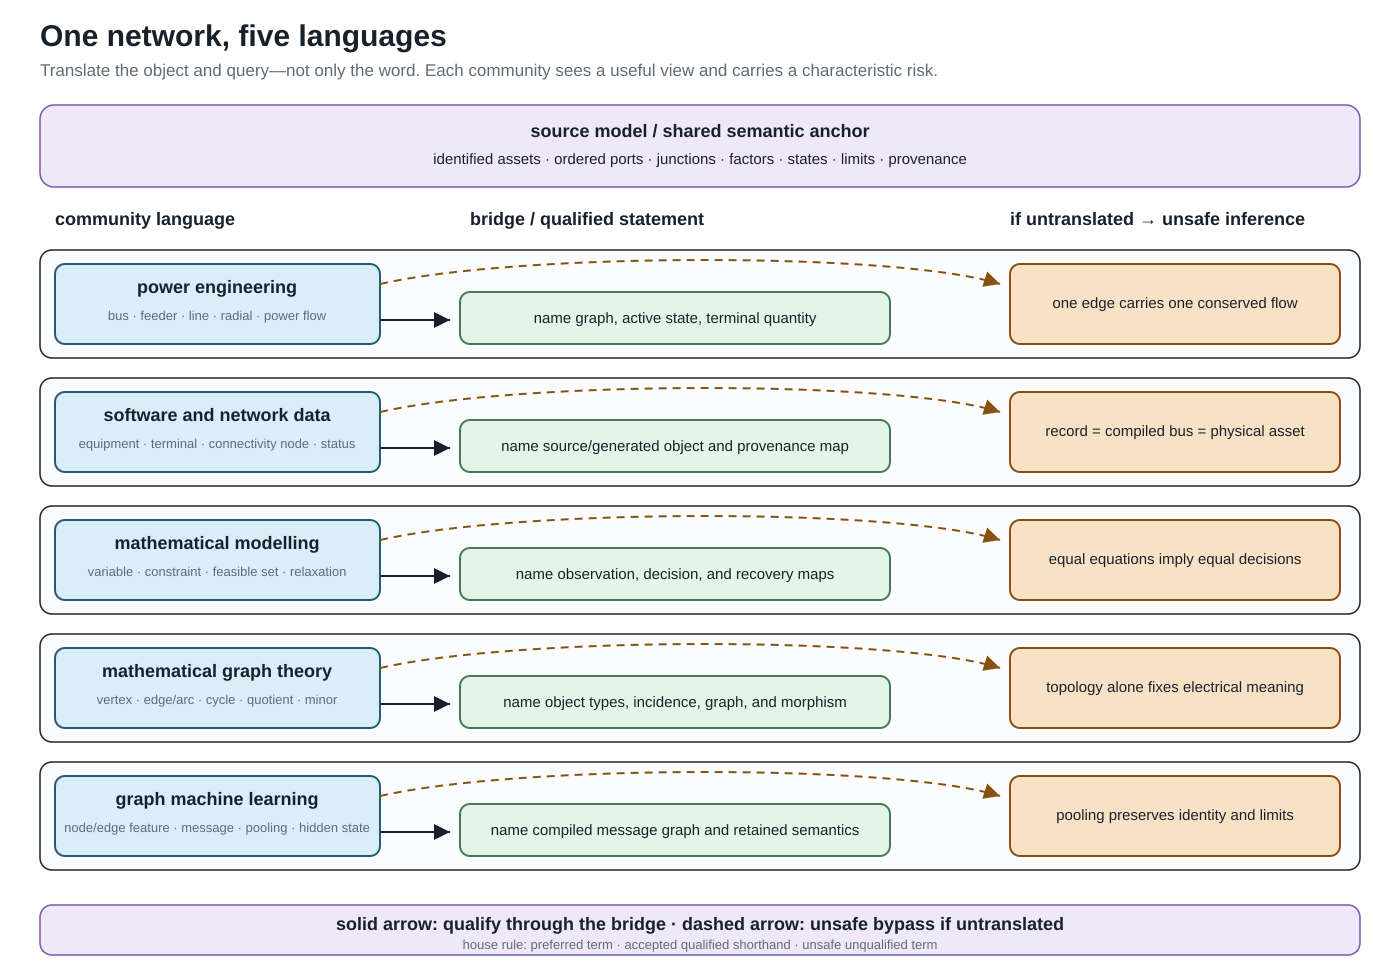 One network, five languages
Translate the object and query—not only the word. Each community sees a useful view and carries a characteristic risk.
source model / shared semantic anchor
identified assets · ordered ports · junctions · factors · states · limits · provenance
community language
bridge / qualified statement
if untranslated → unsafe inference
power engineering
bus · feeder · line · radial · power flow
name graph, active state, terminal quantity
one edge carries one conserved flow
software and network data
equipment · terminal · connectivity node · status
name source/generated object and provenance map
record = compiled bus = physical asset
mathematical modelling
variable · constraint · feasible set · relaxation
name observation, decision, and recovery maps
equal equations imply equal decisions
mathematical graph theory
vertex · edge/arc · cycle · quotient · minor
name object types, incidence, graph, and morphism
topology alone fixes electrical meaning
graph machine learning
node/edge feature · message · pooling · hidden state
name compiled message graph and retained semantics
pooling preserves identity and limits
solid arrow: qualify through the bridge · dashed arrow: unsafe bypass if untranslated
house rule: preferred term · accepted qualified shorthand · unsafe unqualified term